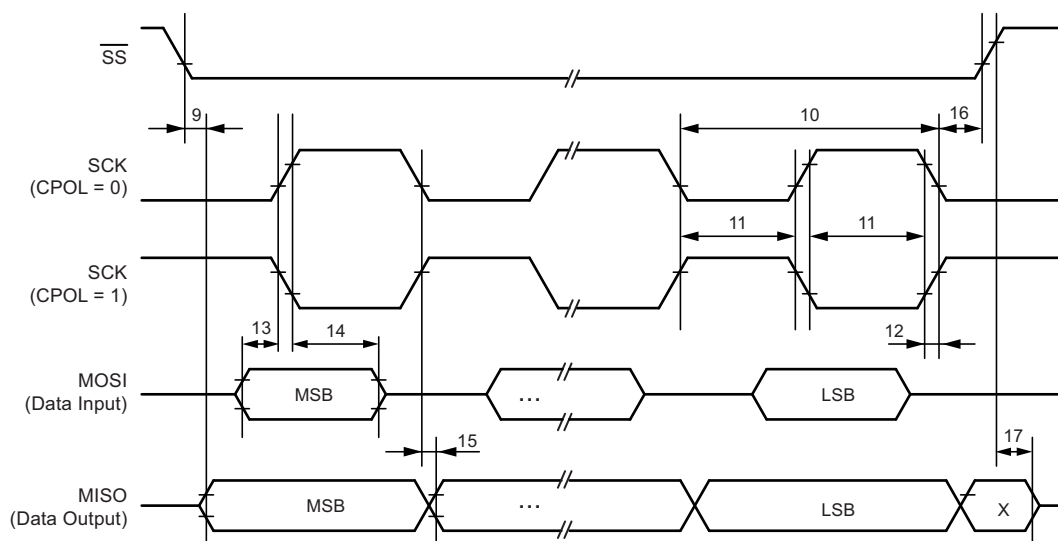 SS
9
10
16
SCK
(CPOL = 0)
11
11
SCK
(CPOL = 1)
13
14
12
MOSI
(Data Input)
MSB
...
LSB
15
17
MISO
(Data Output)
MSB
...
LSB
X